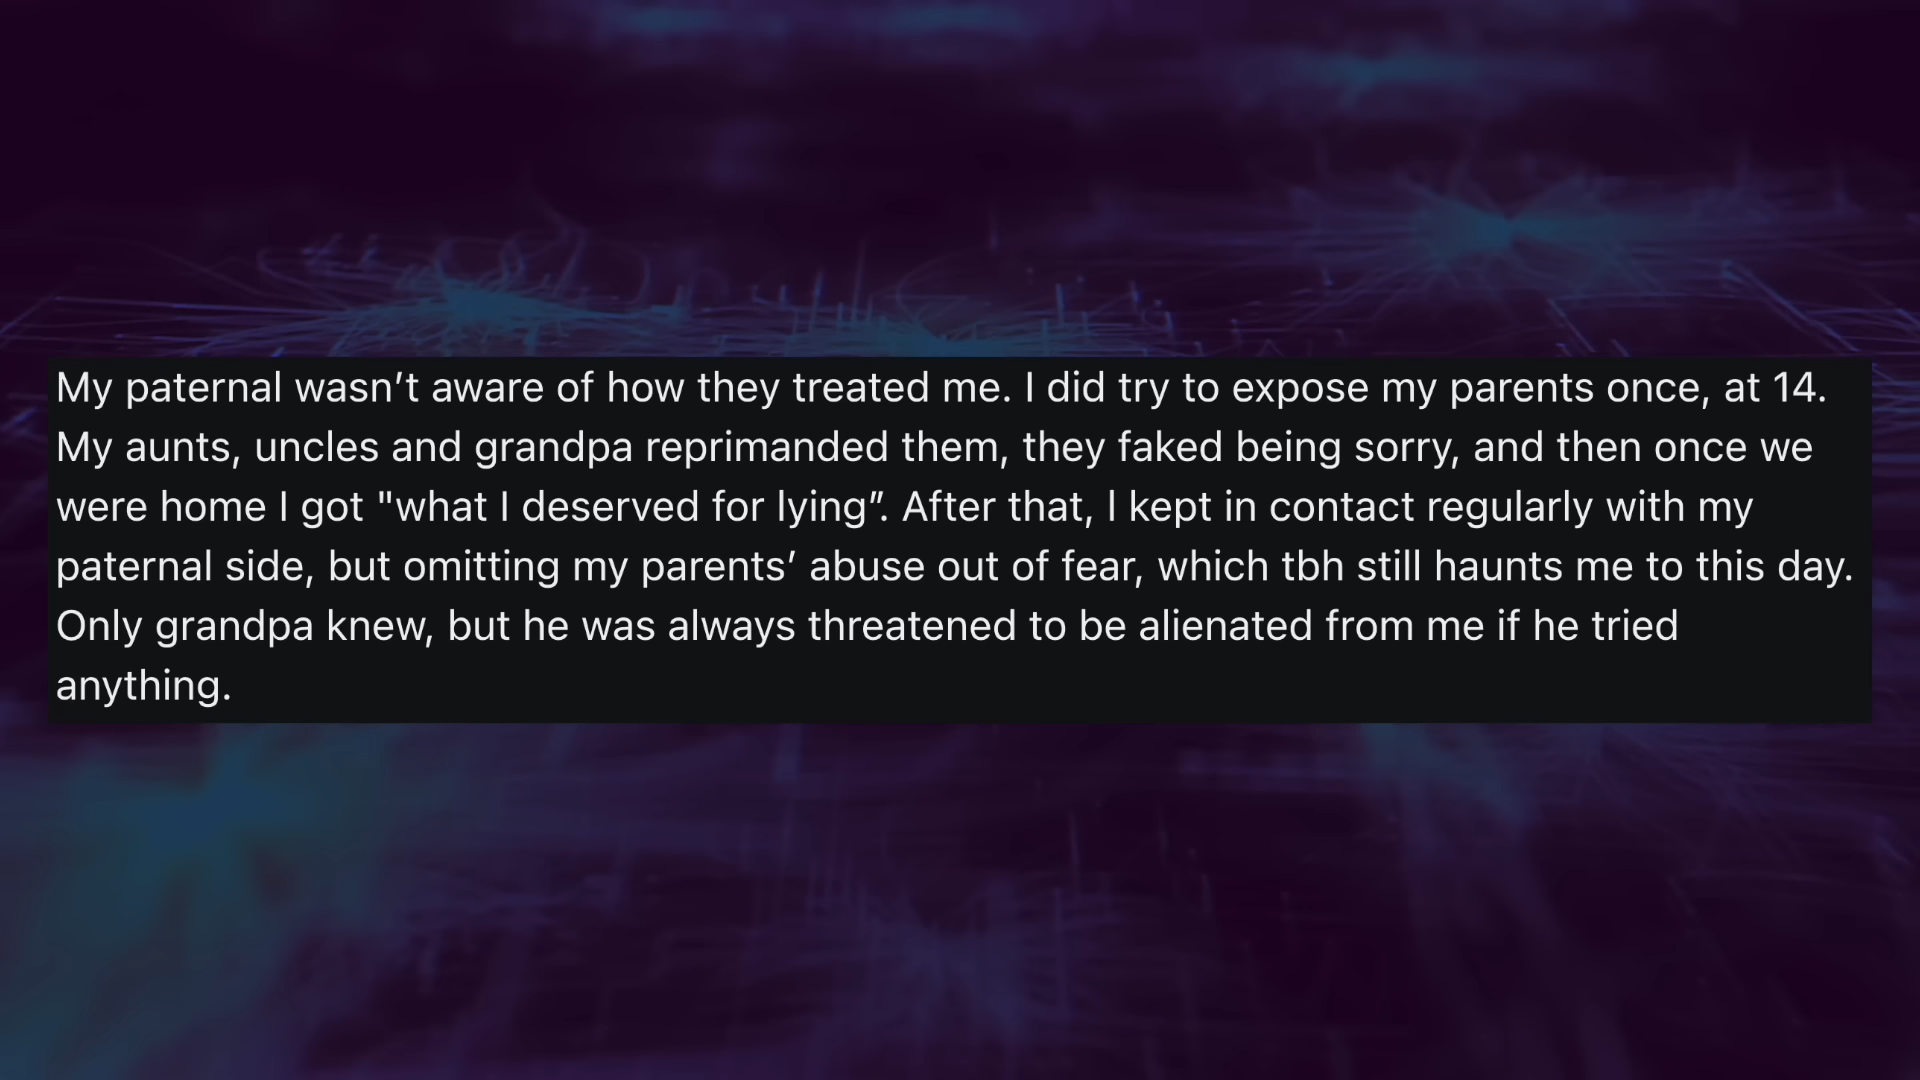 My paternal wasn’t aware of how they treated me. I did try to expose my parents once, at 14.
My aunts, uncles and grandpa reprimanded them, they faked being sorry, and then once we
were home I got "what I deserved for lying”. After that, I kept in contact regularly with my
paternal side, but omitting my parents’ abuse out of fear, which tbh still haunts me to this day.
Only grandpa knew, but he was always threatened to be alienated from me if he tried
anything.